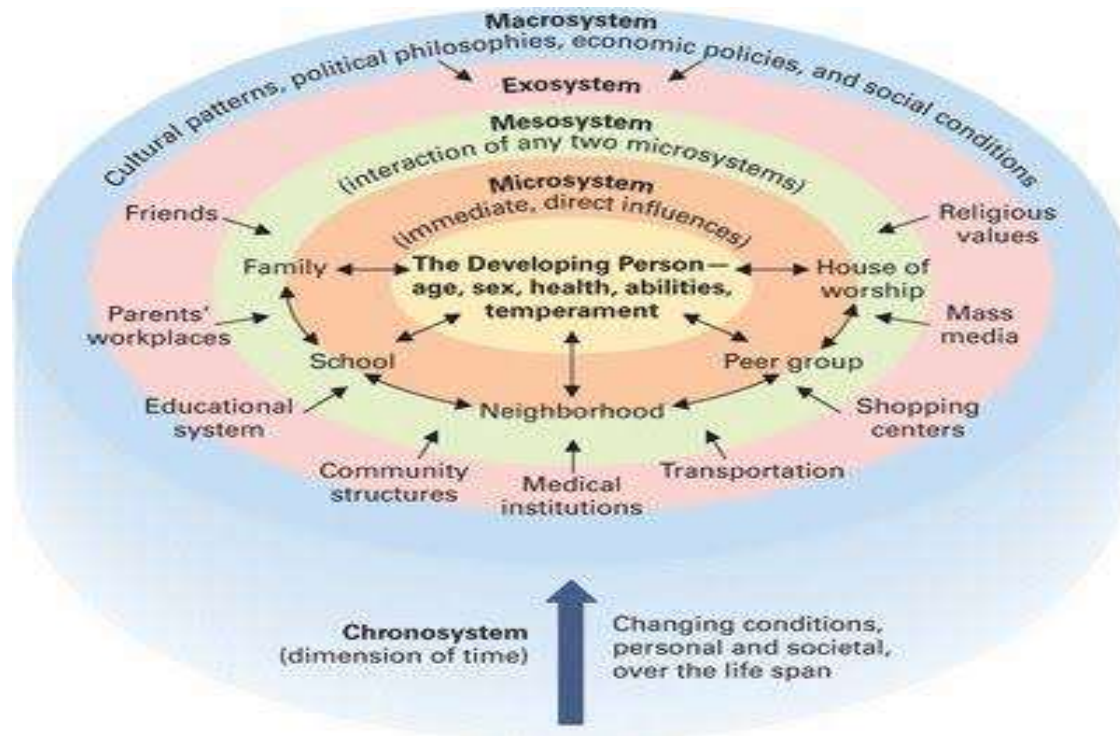 Macrosystem
Cultural patterns, political philosophies, economic policies, and social conditions
Exosystem
Mesosystem
(interaction of any two microsystems)
Microsystem
(immediate, direct influences)
Friends
Religious
values
Family
The Developing Person—
age, sex, health, abilities,
temperament
House of
worship
Parents'
workplaces
Mass
media
School
Peer group
Educational
system
Neighborhood
Shopping
centers
Community
structures
Medical
institutions
Transportation
Chronosystem
(dimension of time)
Changing conditions,
personal and societal,
over the life span